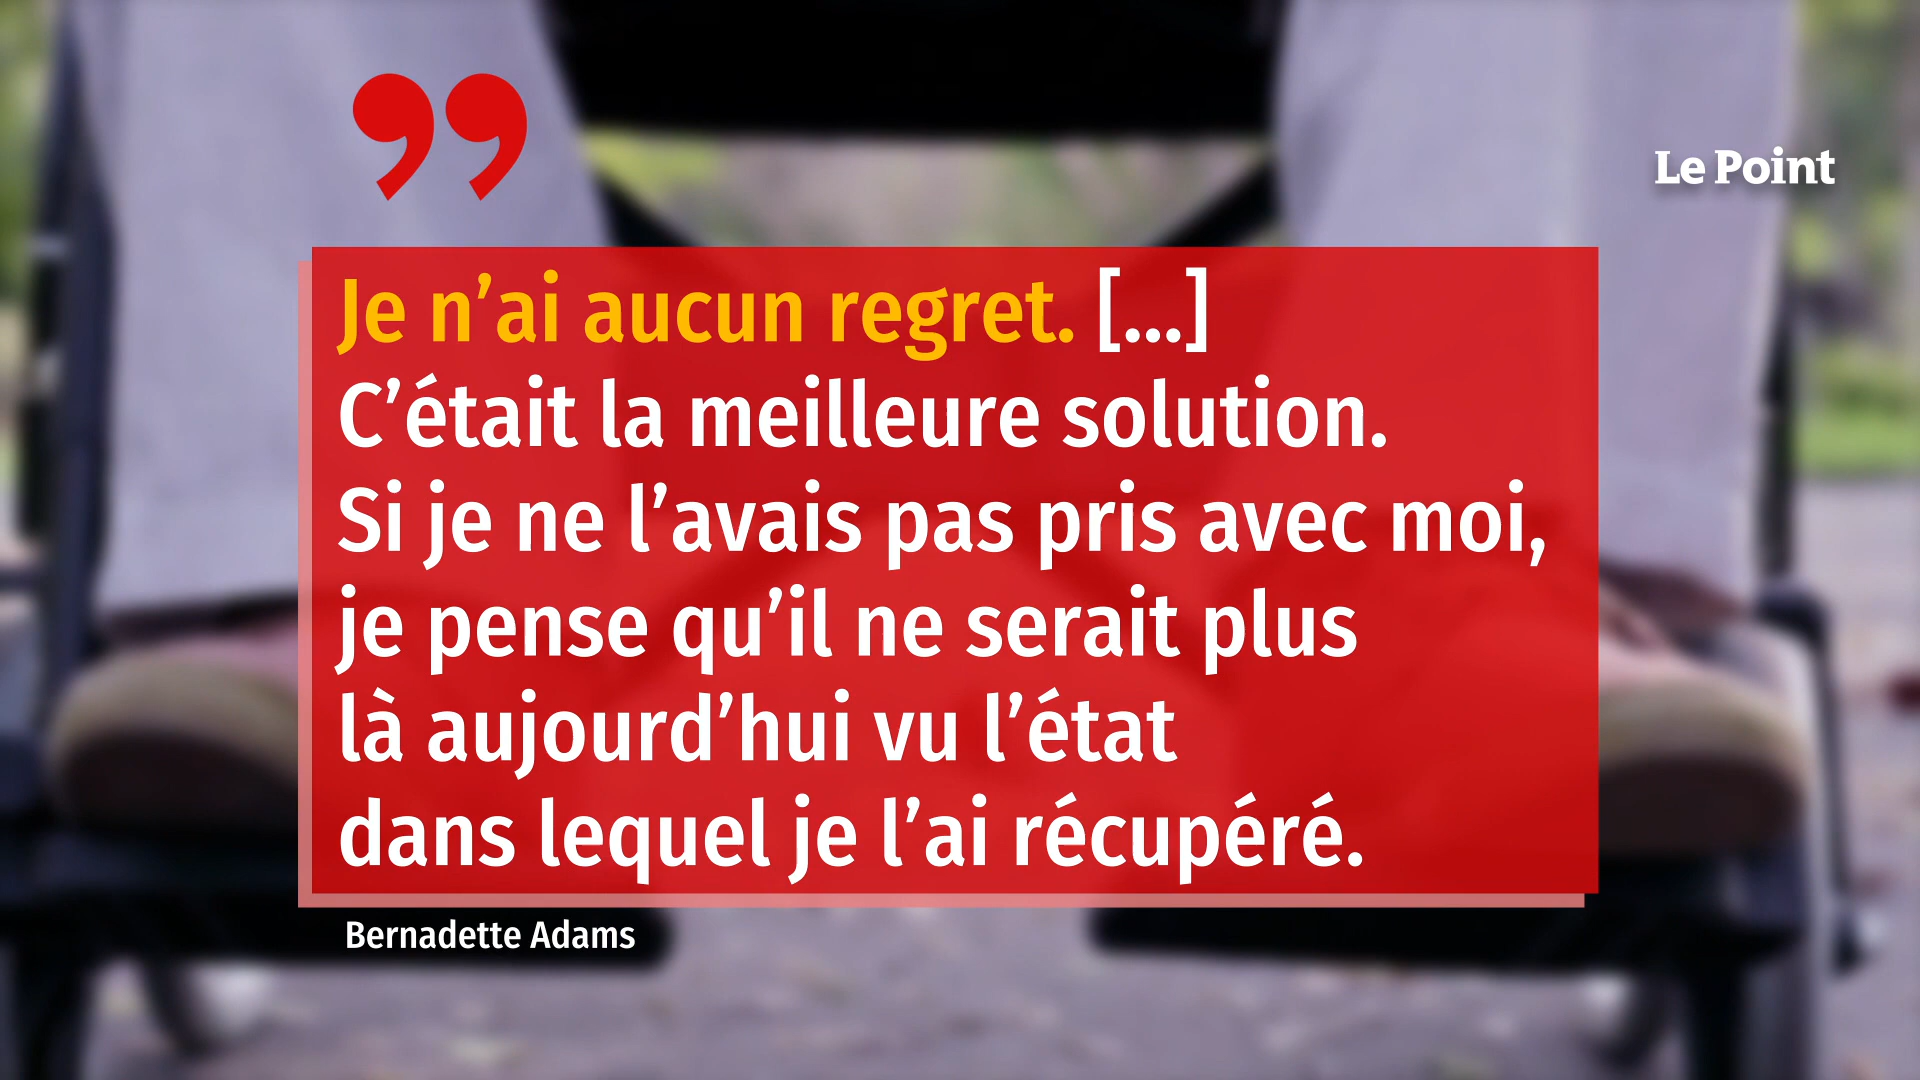 ”
Le Point
Je n’ai aucun regret. [...]
C’était la meilleure solution.
Si je ne l’avais pas pris avec moi,
je pense qu’il ne serait plus
là aujourd’hui vu l’état
dans lequel je l’ai récupéré.
Bernadette Adams